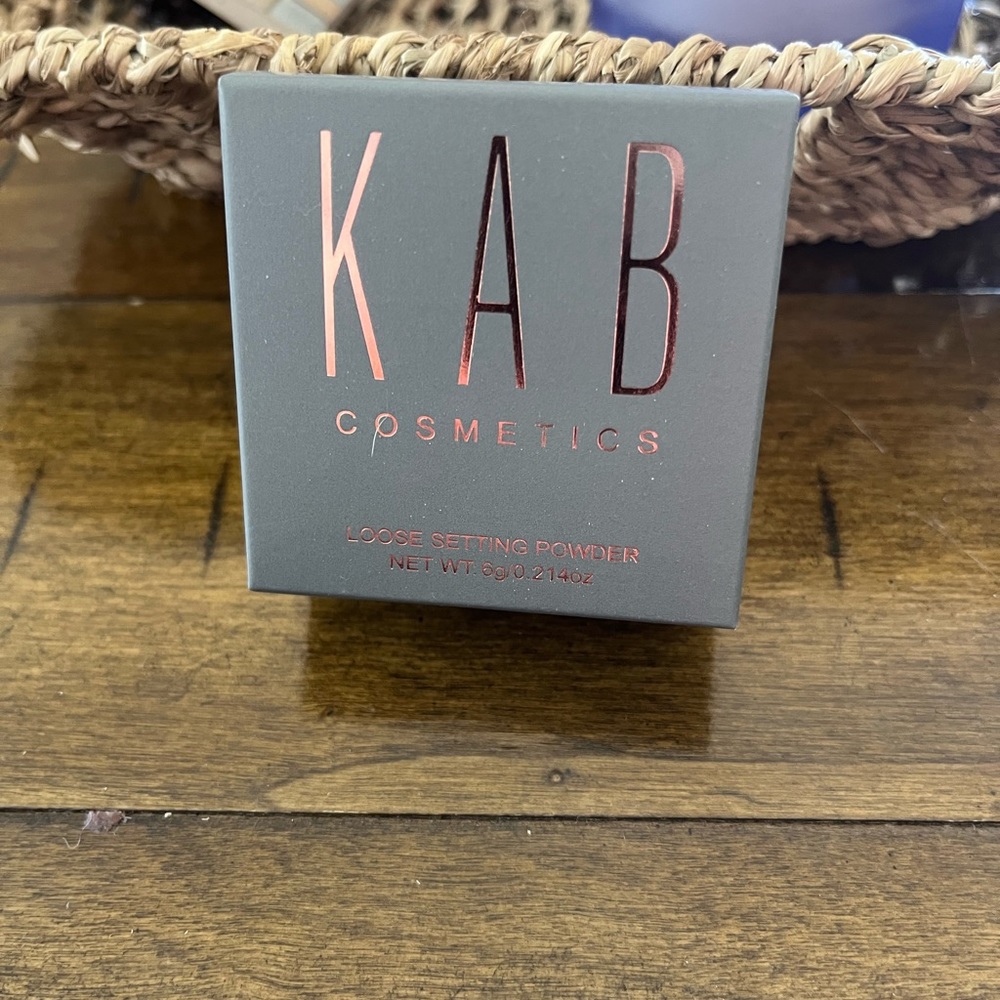 KAB
COSMETICS
LOOSE SETTING POWDER
NET WT. 6g/0.214oz